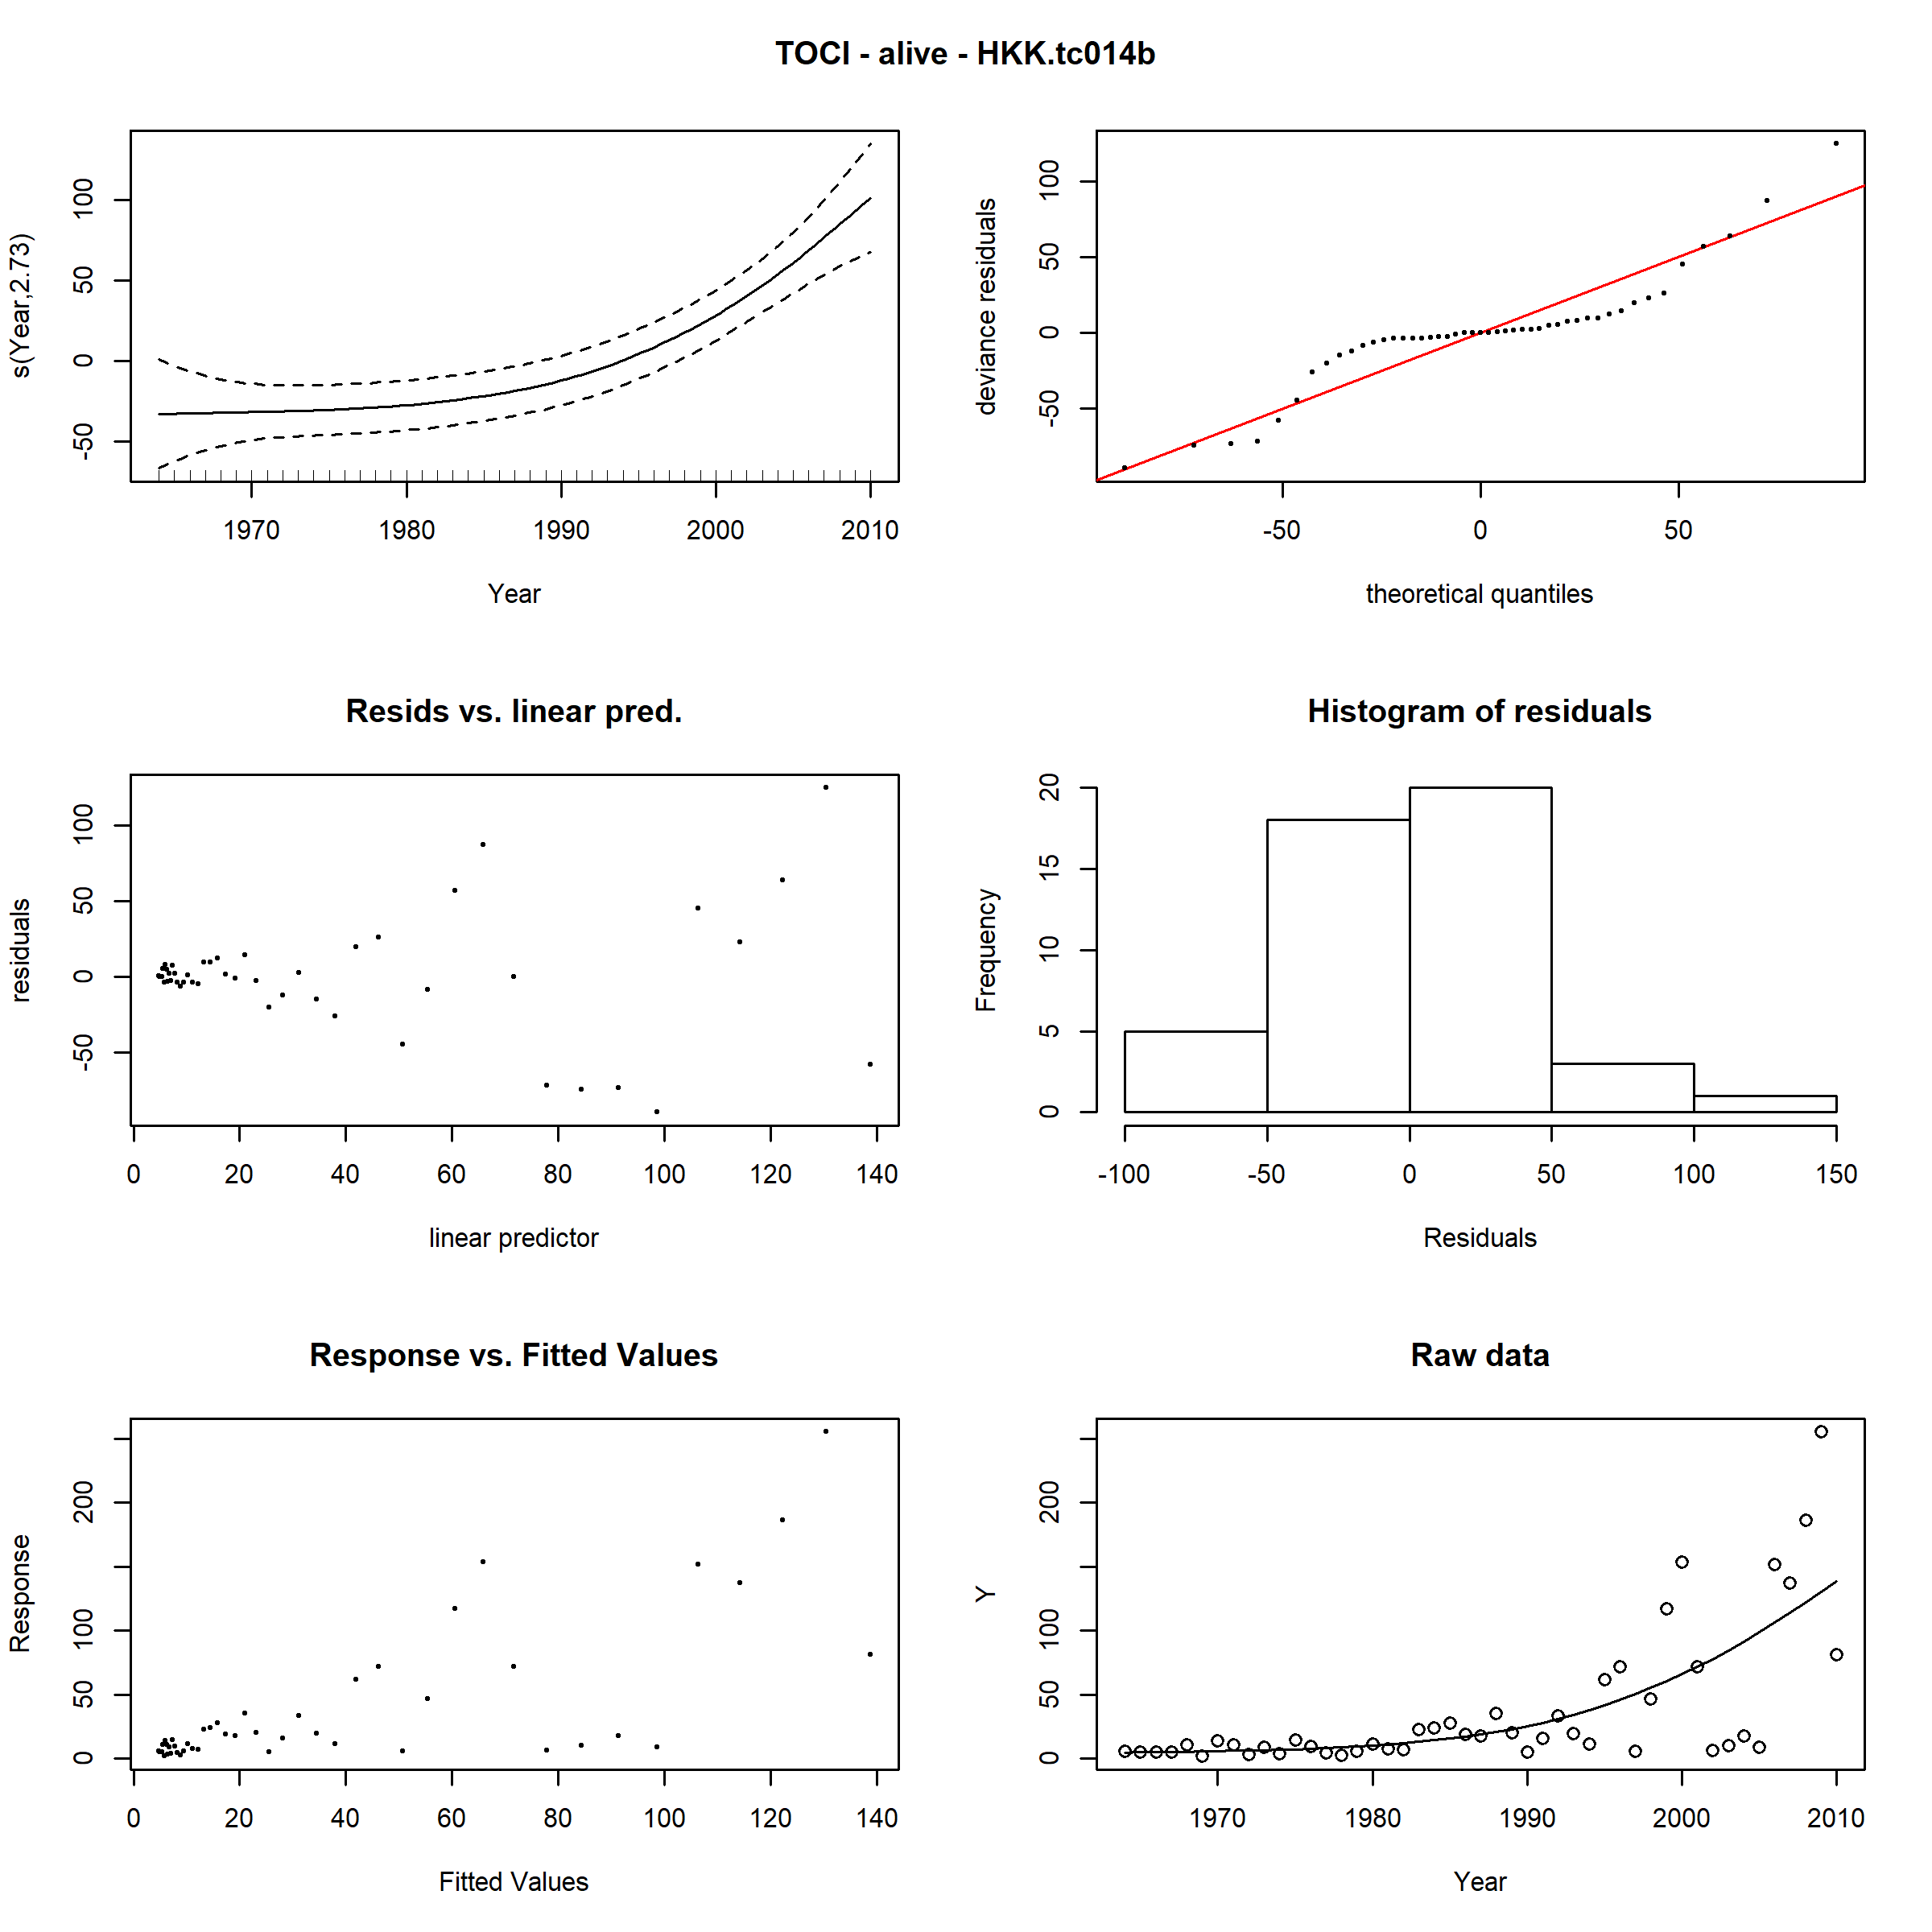 TOCI - alive - HKK.tc014b
s(Year,2.73)
-50 0 50 100
1970 1980 1990 2000 2010
Year
deviance residuals
-50 0 50 100
-50 0 50
theoretical quantiles
Resids vs. linear pred.
residuals
-50 0 50 100
0 20 40 60 80 100 120 140
linear predictor
Histogram of residuals
Frequency
0 5 10 15 20
-100 -50 0 50 100 150
Residuals
Response vs. Fitted Values
Response
0 50 100 200
0 20 40 60 80 100 120 140
Fitted Values
Raw data
Y
0 50 100 200
1970 1980 1990 2000 2010
Year